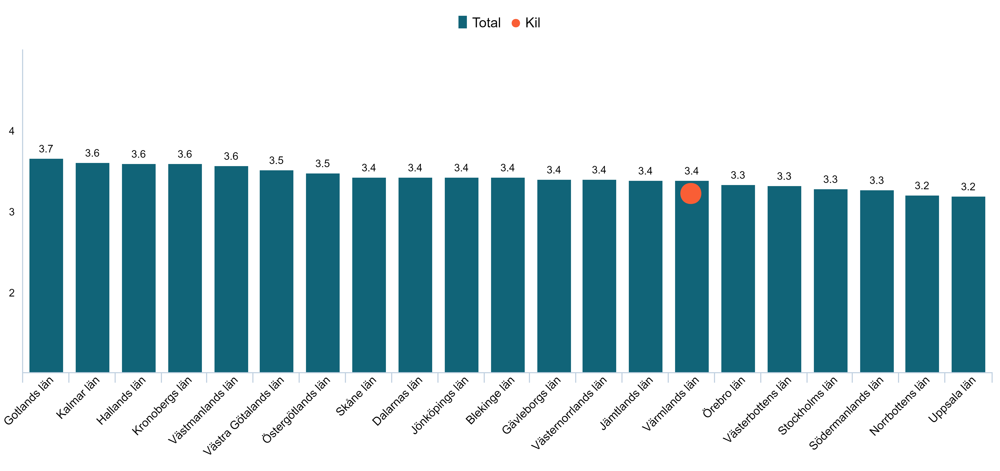 Total Kil
4
3
2
3.7 3.6 3.6 3.6 3.6 3.5 3.5 3.4 3.4 3.4 3.4 3.4 3.4 3.4 3.4 3.3 3.3 3.3 3.3 3.2 3.2
Gotlands län
Kalmar län
Hallands län
Kronobergs län
Västmanlands län
Västra Götalands län
Östergötlands län
Skåne län
Dalarnas län
Jönköpings län
Blekinge län
Gävleborgs län
Västernorrlands län
Jämtlands län
Värmlands län
Örebro län
Västerbottens län
Stockholms län
Södermanlands län
Norrbottens län
Uppsala län